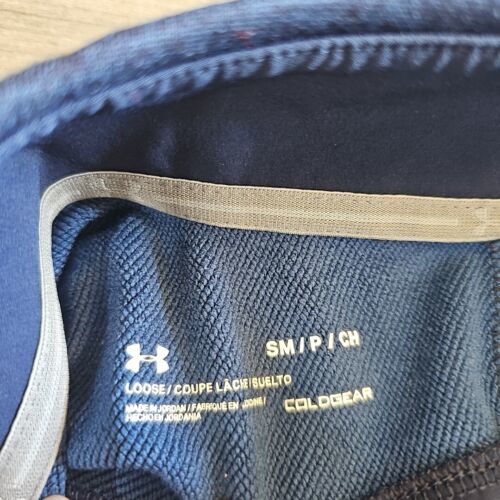 SM / P / CH
LOOSE / COUPE LÂCHE / SUELTO
MADE IN JORDAN / FABRIQUÉ EN
HECHO EN JORDANIA
COLDGEAR